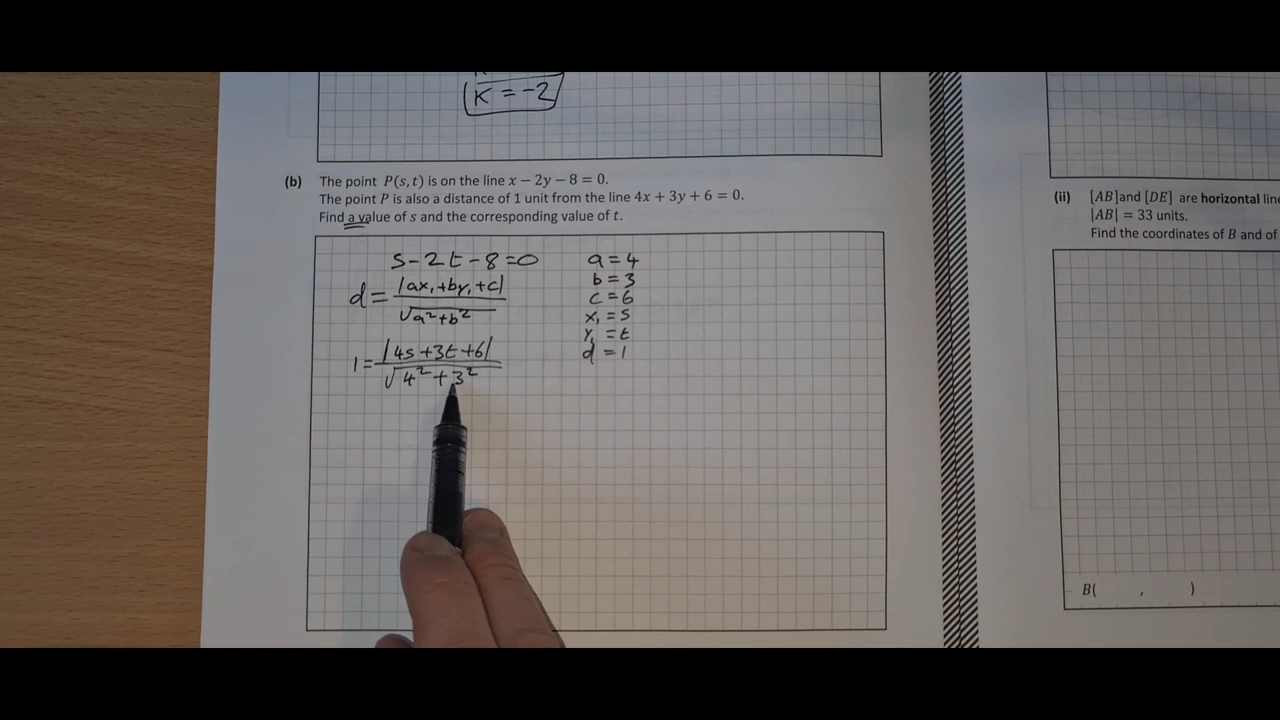 K = -2
(b) The point P(s, t) is on the line x − 2y − 8 = 0.
The point P is also a distance of 1 unit from the line 4x + 3y + 6 = 0.
Find a value of s and the corresponding value of t.
s - 2t - 8 = 0
d = |ax₁ + by₁ + c| / √a² + b²
1 = |4s + 3t + 6| / √4² + 3²
a = 4
b = 3
c = 6
x₁ = s
y₁ = t
d = 1
(ii) [AB]and [DE] are horizontal line
|AB| = 33 units.
Find the coordinates of B and of
B( , )